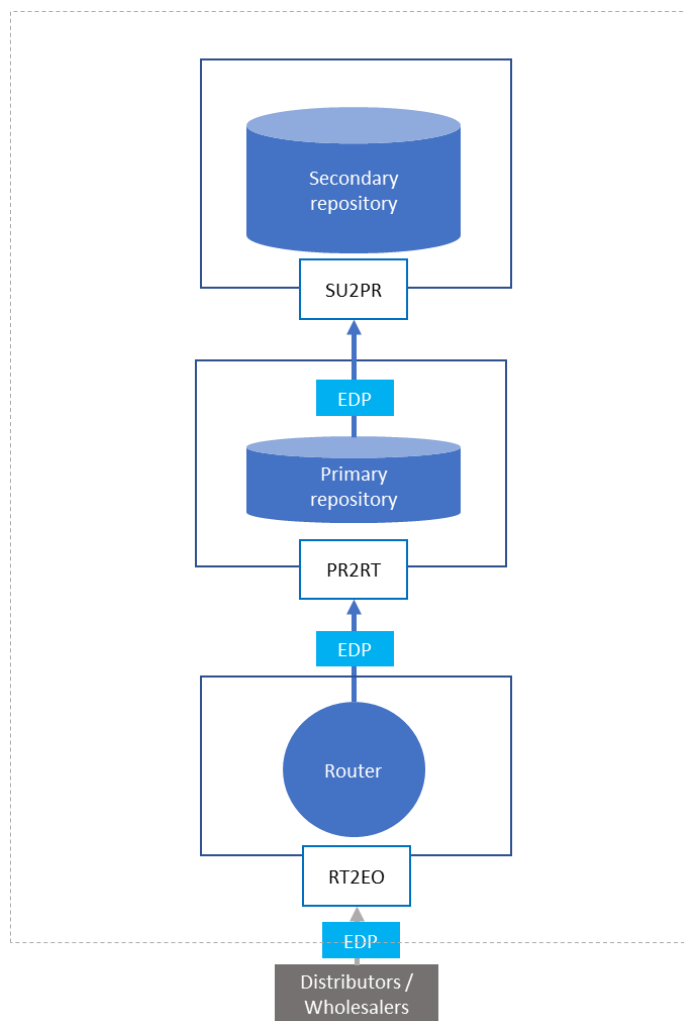 Secondary
repository
SU2PR
EDP
Primary
repository
PR2RT
EDP
Router
RT2EO
EDP
Distributors /
Wholesalers